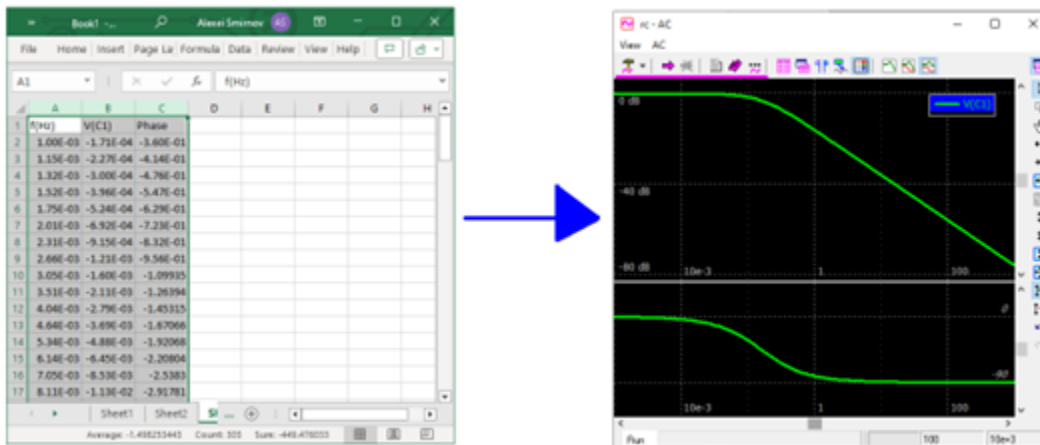 Book1 -...
Alexei Smirnov
AS
File Home Insert Page La Formula Data Review View Help
A1
fx
f(Hz)
A B C D E F G H
1 f(Hz) V(C1) Phase
2 1.00E-03 -1.71E-04 -3.60E-01
3 1.15E-03 -2.27E-04 -4.14E-01
4 1.32E-03 -3.00E-04 -4.76E-01
5 1.52E-03 -3.96E-04 -5.47E-01
6 1.75E-03 -5.24E-04 -6.29E-01
7 2.01E-03 -6.92E-04 -7.23E-01
8 2.31E-03 -9.15E-04 -8.32E-01
9 2.66E-03 -1.21E-03 -9.56E-01
10 3.05E-03 -1.60E-03 -1.09935
11 3.51E-03 -2.11E-03 -1.26394
12 4.04E-03 -2.79E-03 -1.45315
13 4.64E-03 -3.69E-03 -1.67066
14 5.34E-03 -4.88E-03 -1.92068
15 6.14E-03 -6.45E-03 -2.20804
16 7.05E-03 -8.53E-03 -2.5383
17 8.11E-03 -1.13E-02 -2.91781
Sheet1 Sheet2 Sl ...
Average: -1.498253443 Count: 303 Sum: -449.476033
rc - AC
View AC
0 dB
V(C1)
-40 dB
-80 dB
10e-3 1 100
0
-90
10e-3 1 100
Run 100 10e+3